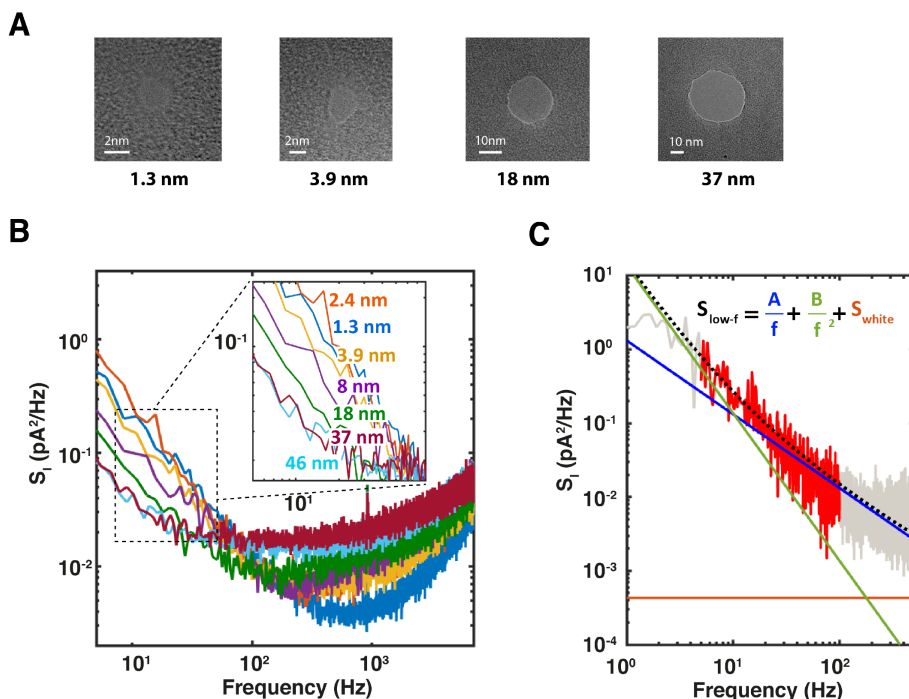 A
2nm
2nm
10nm
10 nm
1.3 nm
3.9 nm
18 nm
37 nm
B
S_I (pA²/Hz)
10⁰
10⁻¹
10⁻²
10¹
10²
10³
Frequency (Hz)
10⁻¹
10¹
2.4 nm
1.3 nm
3.9 nm
8 nm
18 nm
37 nm
46 nm
C
S_I (pA²/Hz)
10¹
10⁰
10⁻¹
10⁻²
10⁻³
10⁻⁴
10⁰
10¹
10²
Frequency (Hz)
S_low-f = A/f + B/f² + S_white